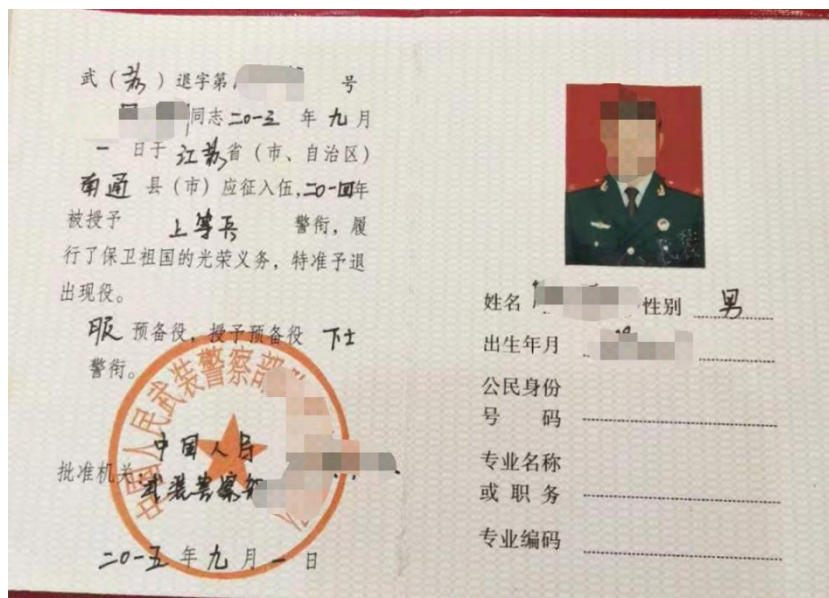 武（苏）退字第 号
同志二〇一三年九月
一日于江苏省（市、自治区）
南通县（市）应征入伍，二〇一四年
被授予 上等兵 警衔，履
行了保卫祖国的光荣义务，特准予退
出现役。
服预备役，授予预备役 下士
警衔。
中国人民武装警察部
批准机关：中国人民
武装警察部
二〇一五年九月一日
姓名 性别 男
出生年月
公民身份
号码
专业名称
或职务
专业编码